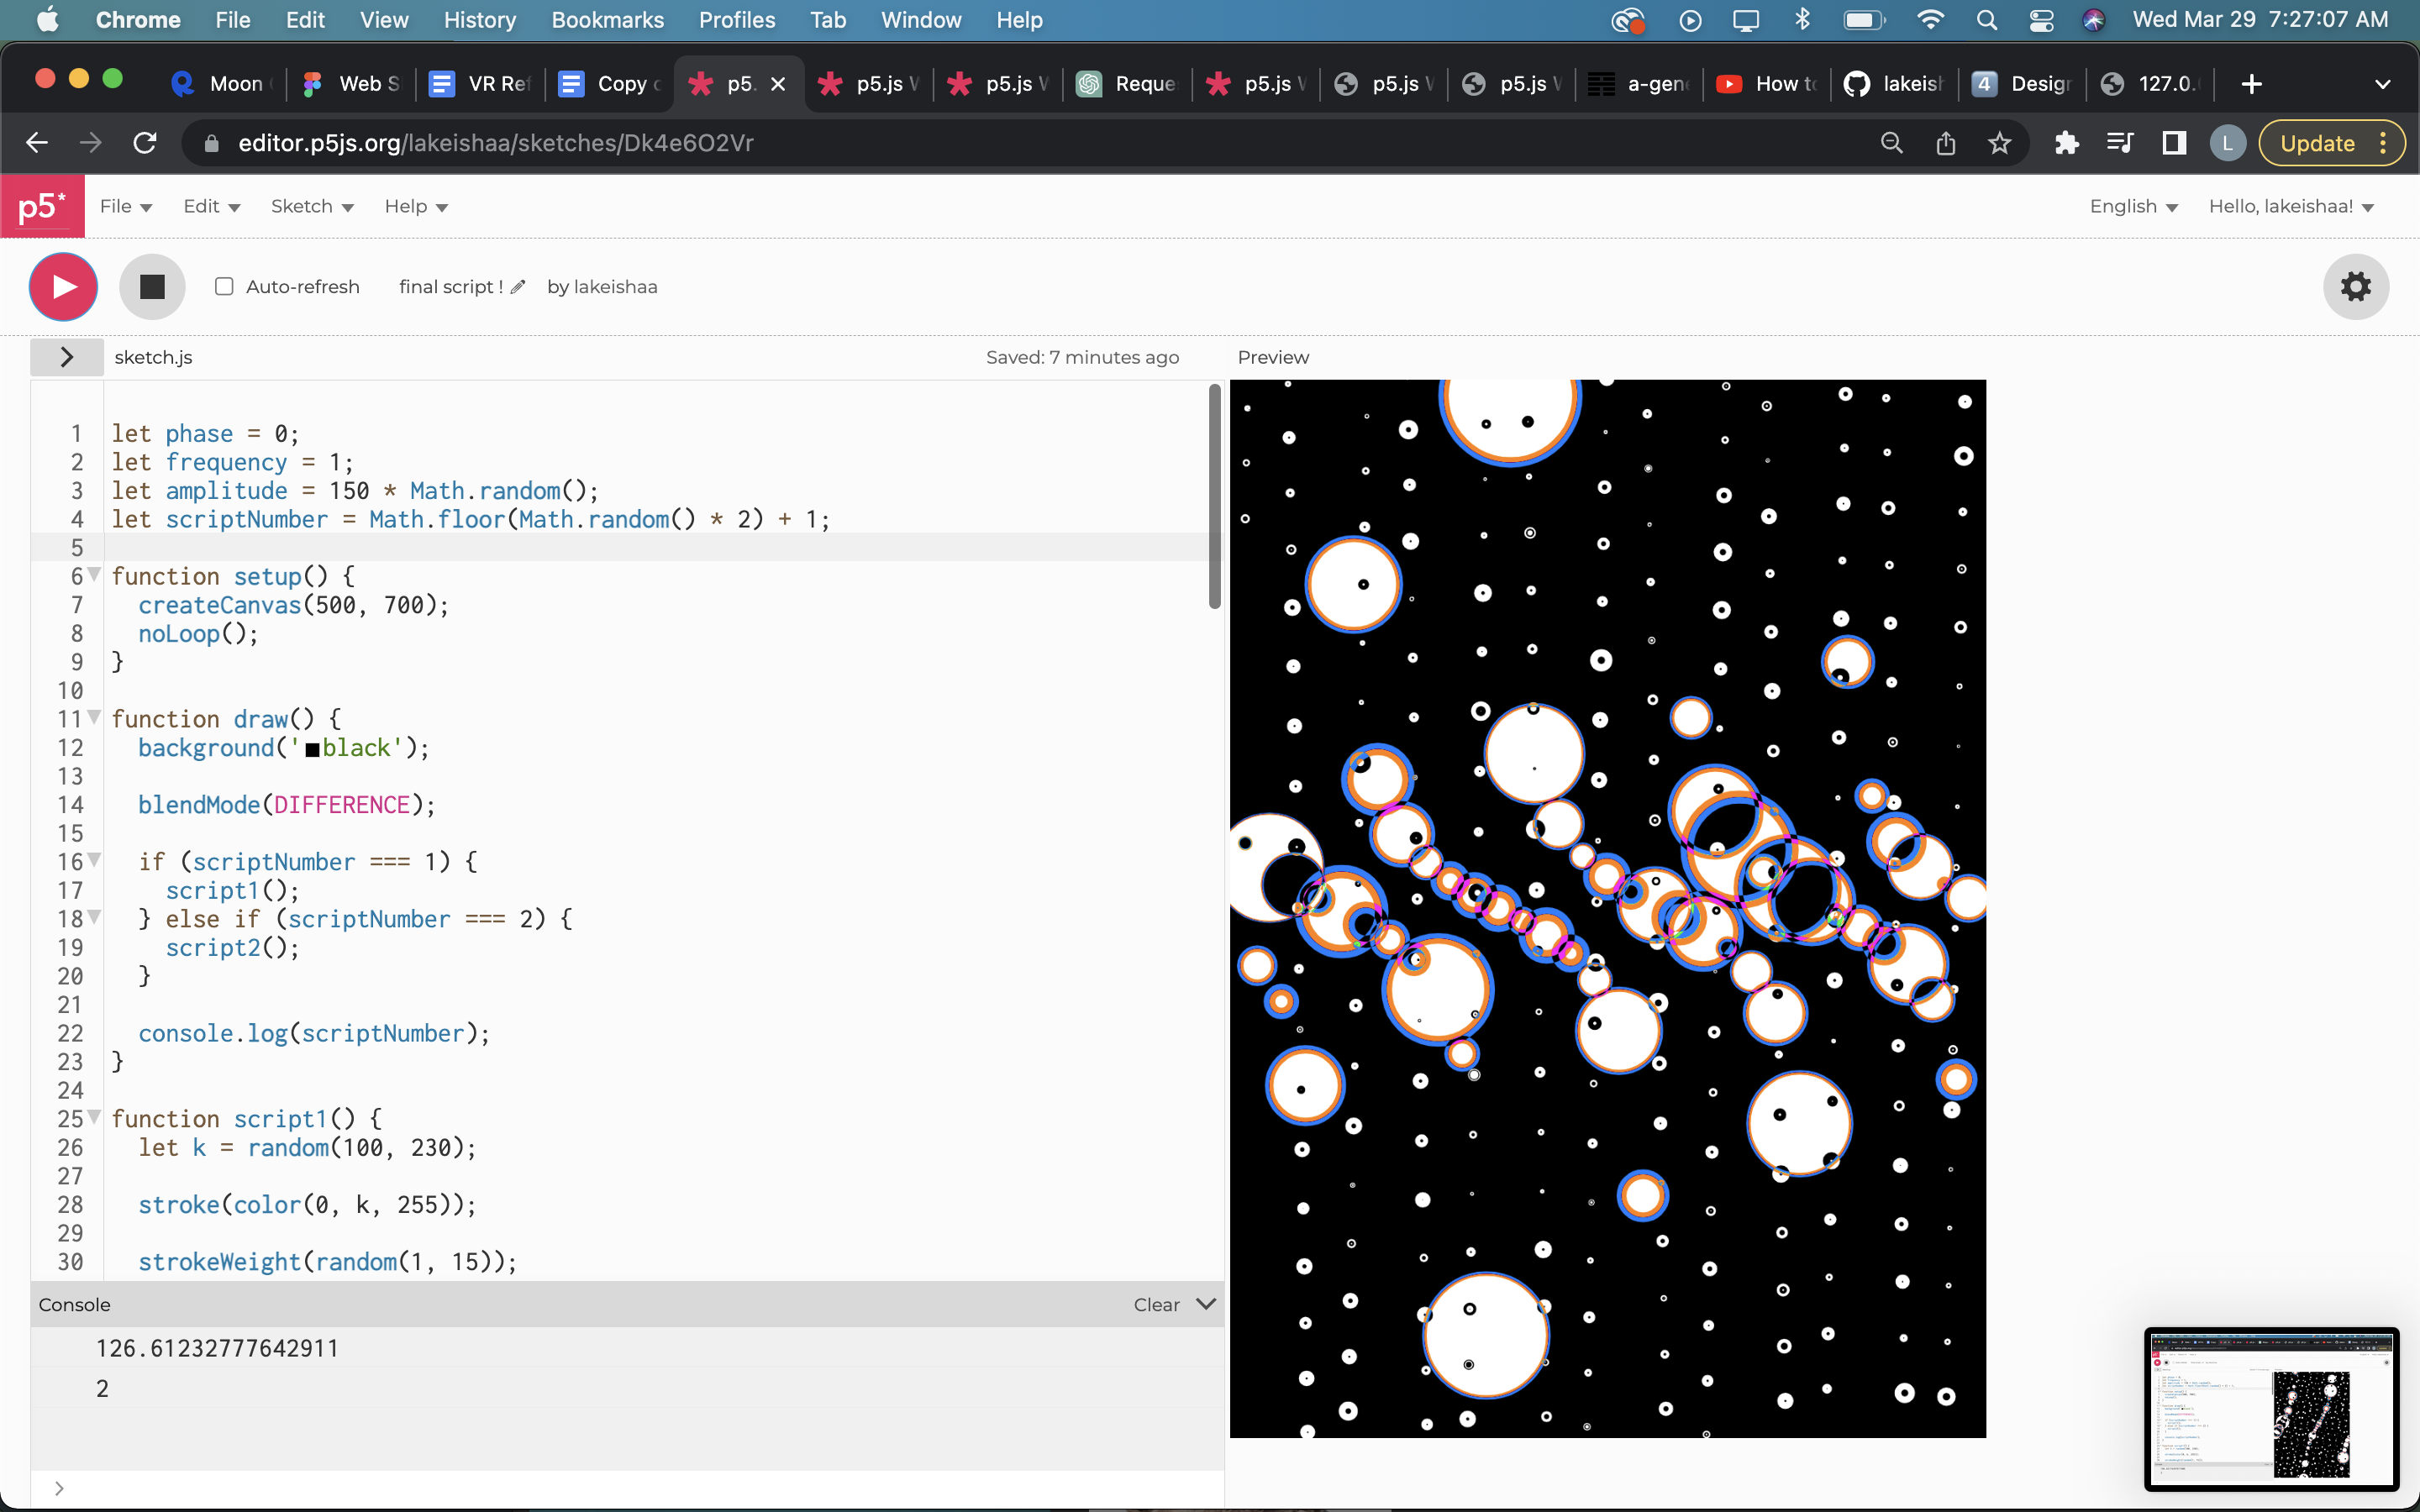 Chrome File Edit View History Bookmarks Profiles Tab Window Help Wed Mar 29 7:27:07 AM
Moon Web S VR Ref Copy p5. p5.js p5.js Reque p5.js p5.js p5.js a-gen How to lakeish 4 Design 127.0.
editor.p5js.org/lakeishaa/sketches/Dk4e6O2Vr L Update
p5* File Edit Sketch Help English Hello, lakeishaa!
Auto-refresh final script ! by lakeishaa
sketch.js Saved: 7 minutes ago Preview
1 let phase = 0;
2 let frequency = 1;
3 let amplitude = 150 * Math.random();
4 let scriptNumber = Math.floor(Math.random() * 2) + 1;
5
6 function setup() {
7 createCanvas(500, 700);
8 noLoop();
9 }
10
11 function draw() {
12 background('black');
13
14 blendMode(DIFFERENCE);
15
16 if (scriptNumber === 1) {
17 script1();
18 } else if (scriptNumber === 2) {
19 script2();
20 }
21
22 console.log(scriptNumber);
23 }
24
25 function script1() {
26 let k = random(100, 230);
27
28 stroke(color(0, k, 255));
29
30 strokeWeight(random(1, 15));
Console Clear
126.61232777642911
2
>